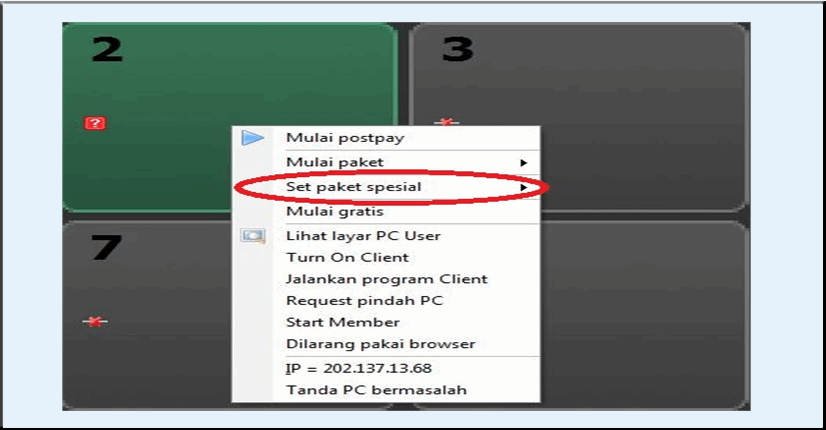 2
3
?
Mulai postpay
Mulai paket
Set paket spesial
Mulai gratis
Lihat layar PC User
Turn On Client
Jalankan program Client
Request pindah PC
Start Member
Dilarang pakai browser
IP = 202.137.13.68
Tanda PC bermasalah
7